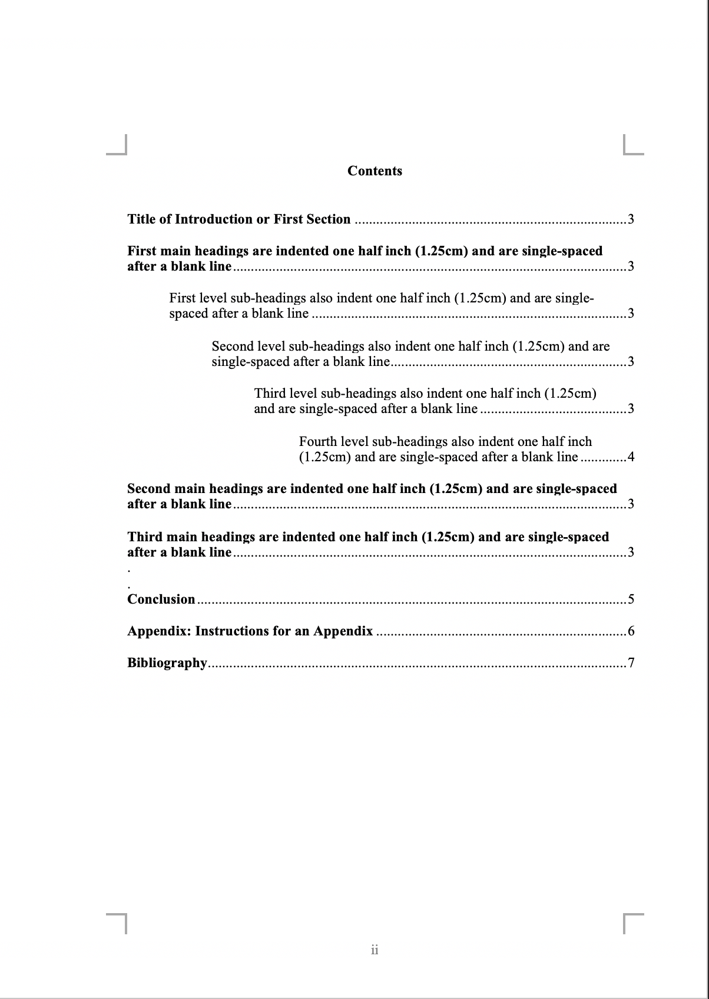 Contents
Title of Introduction or First Section ............................................................................3
First main headings are indented one half inch (1.25cm) and are single-spaced
after a blank line..............................................................................................................3
First level sub-headings also indent one half inch (1.25cm) and are single-
spaced after a blank line ........................................................................................3
Second level sub-headings also indent one half inch (1.25cm) and are
single-spaced after a blank line..................................................................3
Third level sub-headings also indent one half inch (1.25cm)
and are single-spaced after a blank line .........................................3
Fourth level sub-headings also indent one half inch
(1.25cm) and are single-spaced after a blank line .............4
Second main headings are indented one half inch (1.25cm) and are single-spaced
after a blank line..............................................................................................................3
Third main headings are indented one half inch (1.25cm) and are single-spaced
after a blank line..............................................................................................................3
.
.
Conclusion........................................................................................................................5
Appendix: Instructions for an Appendix ......................................................................6
Bibliography.....................................................................................................................7
ii